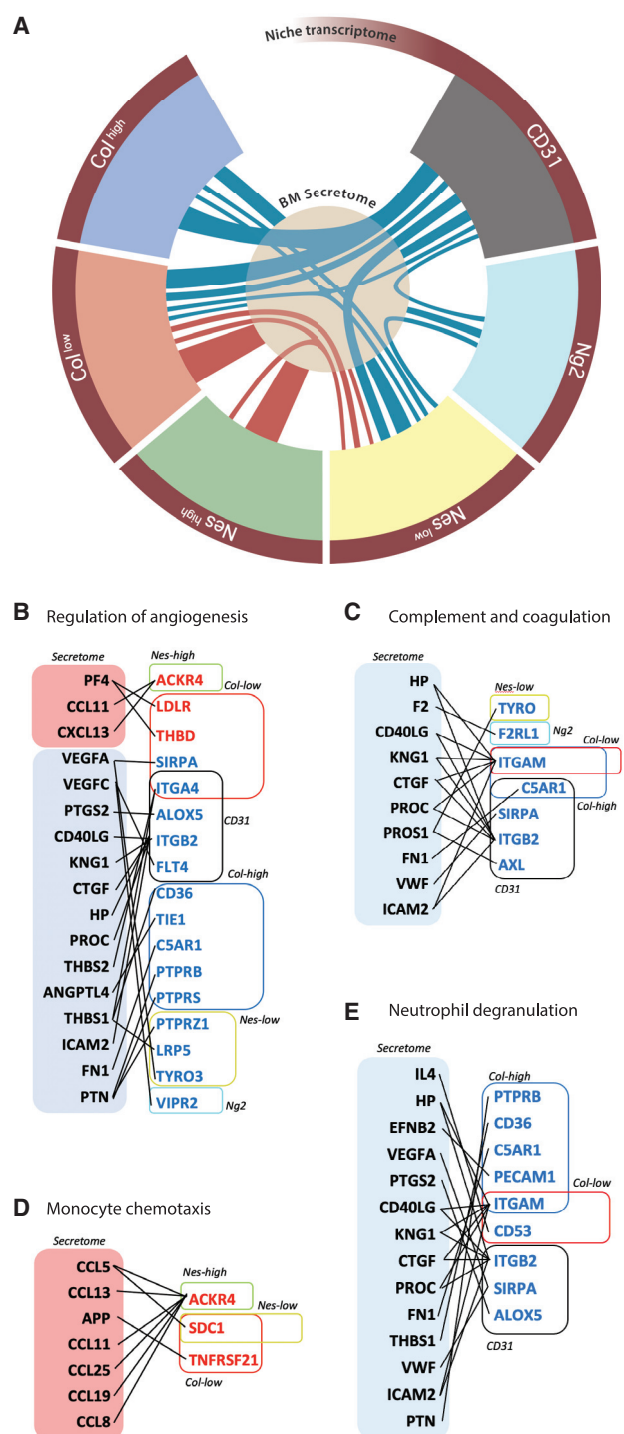 A
Niche transcriptome
Col high
CD31
BM Secretome
Col low
Ng2
Nes high
Nes low
B Regulation of angiogenesis
Secretome
Nes-high
Col-low
PF4
CCL11
CXCL13
VEGFA
VEGFC
PTGS2
CD40LG
KNG1
CTGF
HP
PROC
THBS2
ANGPTL4
THBS1
ICAM2
FN1
PTN
ACKR4
LDLR
THBD
SIRPA
ITGA4
ALOX5
CD31
ITGB2
FLT4
Col-high
CD36
TIE1
C5AR1
PTPRB
PTPRS
Nes-low
PTPRZ1
LRP5
TYRO3
VIPR2
Ng2
C Complement and coagulation
Secretome
HP
F2
CD40LG
KNG1
CTGF
PROC
PROS1
FN1
VWF
ICAM2
Nes-low
TYRO
F2RL1
Ng2
Col-low
ITGAM
C5AR1
Col-high
SIRPA
ITGB2
AXL
CD31
D Monocyte chemotaxis
Secretome
CCL5
CCL13
APP
CCL11
CCL25
CCL19
CCL8
Nes-high
ACKR4
Nes-low
SDC1
TNFRSF21
Col-low
E Neutrophil degranulation
Secretome
IL4
HP
EFNB2
VEGFA
PTGS2
CD40LG
KNG1
CTGF
PROC
FN1
THBS1
VWF
ICAM2
PTN
Col-high
PTPRB
CD36
C5AR1
PECAM1
Col-low
ITGAM
CD53
ITGB2
SIRPA
ALOX5
CD31